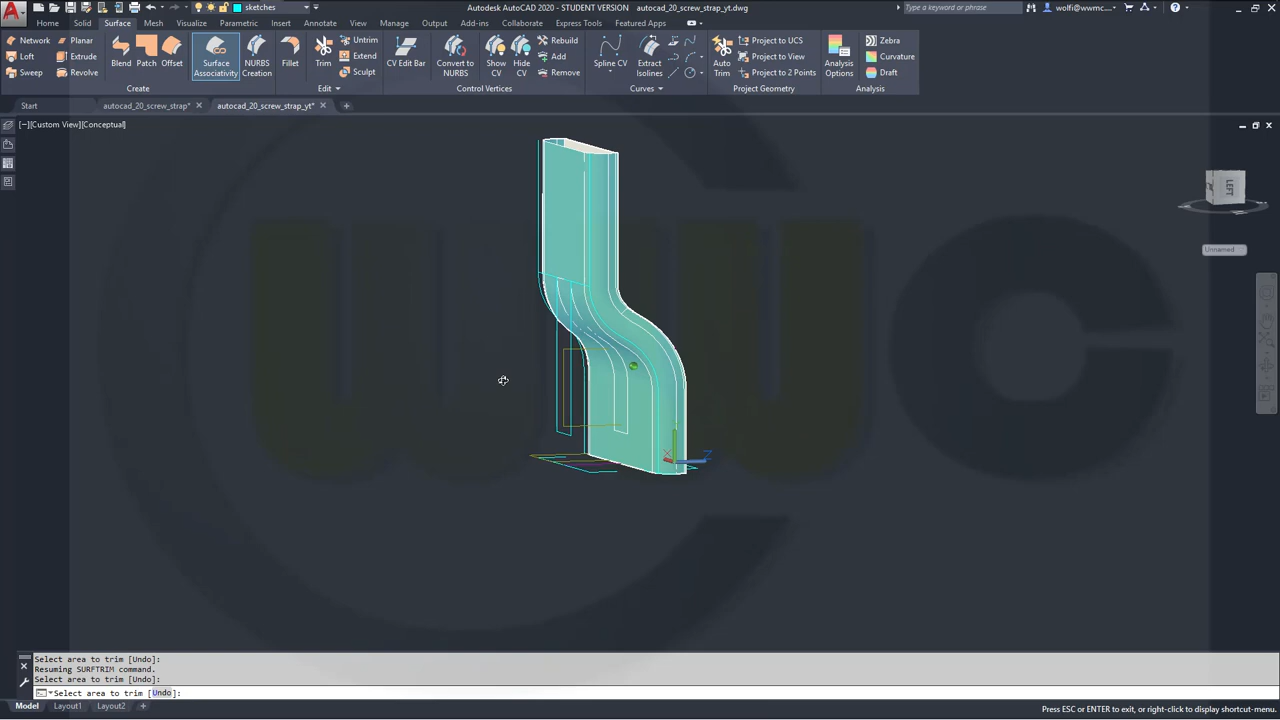 sketches
Autodesk AutoCAD 2020 - STUDENT VERSION autocad_20_screw_strap_yt.dwg
Type a keyword or phrase
wolfi@wwmc...
Home Solid Surface Mesh Visualize Parametric Insert Annotate View Manage Output Add-ins Collaborate Express Tools Featured Apps
Network Planar
Loft Extrude
Sweep Revolve
Blend Patch Offset
Surface Associativity
NURBS Creation
Fillet
Trim
Untrim
Extend
Sculpt
CV Edit Bar
Convert to NURBS
Show CV
Hide CV
Rebuild
Add
Remove
Spline CV
Extract Isolines
Auto Trim
Project to UCS
Project to View
Project to 2 Points
Analysis Options
Zebra
Curvature
Draft
Create Edit Control Vertices Curves Project Geometry Analysis
Start autocad_20_screw_strap* autocad_20_screw_strap_yt*
[−][Custom View][Conceptual]
LEFT
Unnamed
X Z
Select area to trim [Undo]:
Resuming SURFTRIM command.
Select area to trim [Undo]:
Select area to trim [Undo]:
Model Layout1 Layout2
Press ESC or ENTER to exit, or right-click to display shortcut-menu.